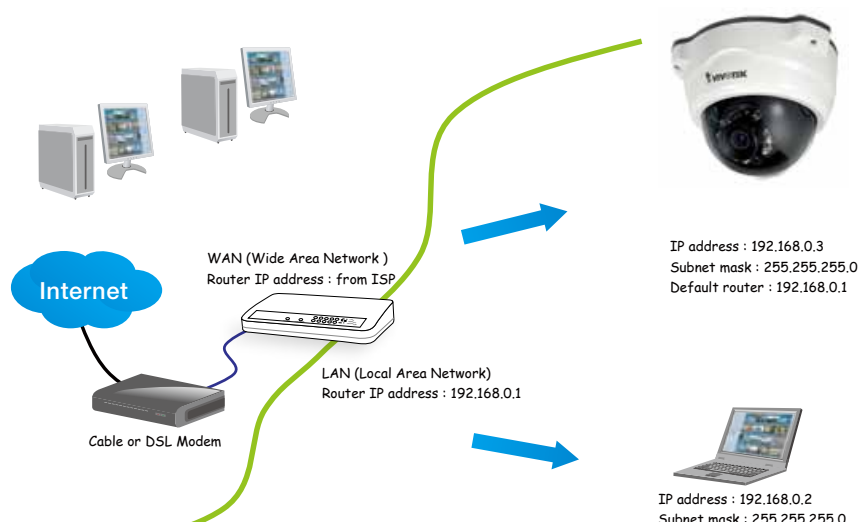 VIVOTEK
IP address : 192.168.0.3
Subnet mask : 255.255.255.0
Default router : 192.168.0.1
WAN (Wide Area Network )
Router IP address : from ISP
Internet
LAN (Local Area Network)
Router IP address : 192.168.0.1
Cable or DSL Modem
IP address : 192.168.0.2
Subnet mask : 255.255.255.0